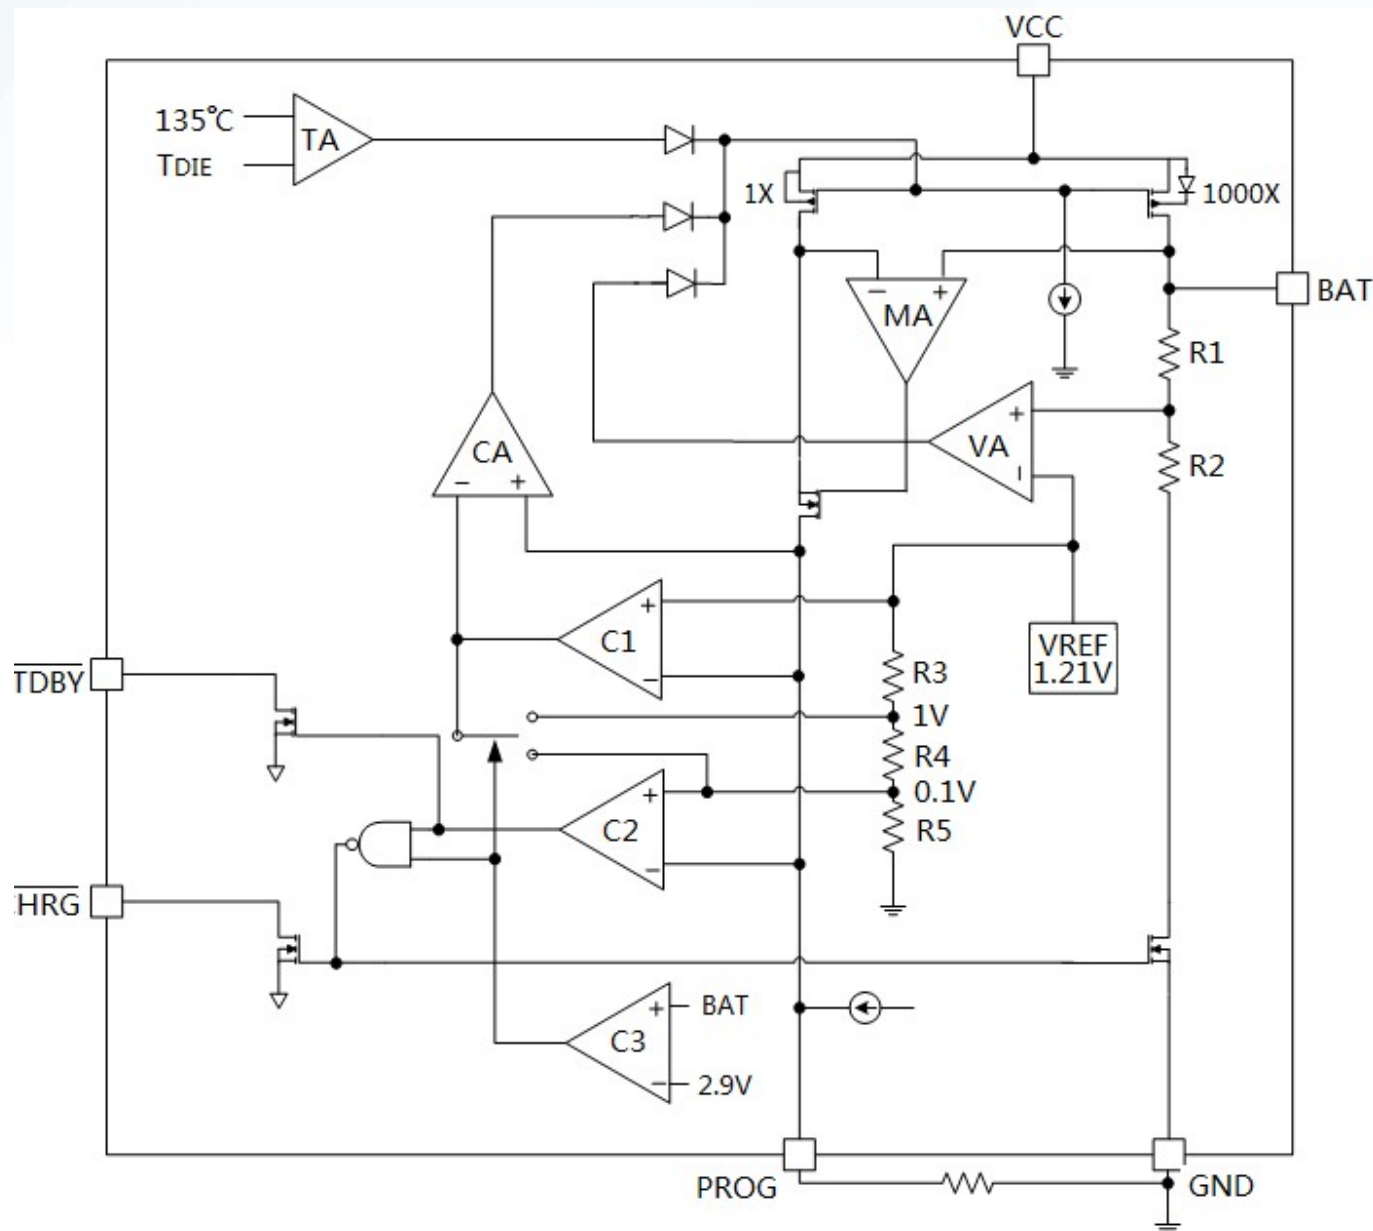 VCC
135°C
TA
TDIE
1X
1000X
MA
− +
BAT
R1
CA
− +
VA
+
−
R2
C1
+
−
TDBY
R3
VREF
1.21V
1V
R4
0.1V
C2
+
−
R5
HRG
C3
+
−
BAT
2.9V
PROG
GND